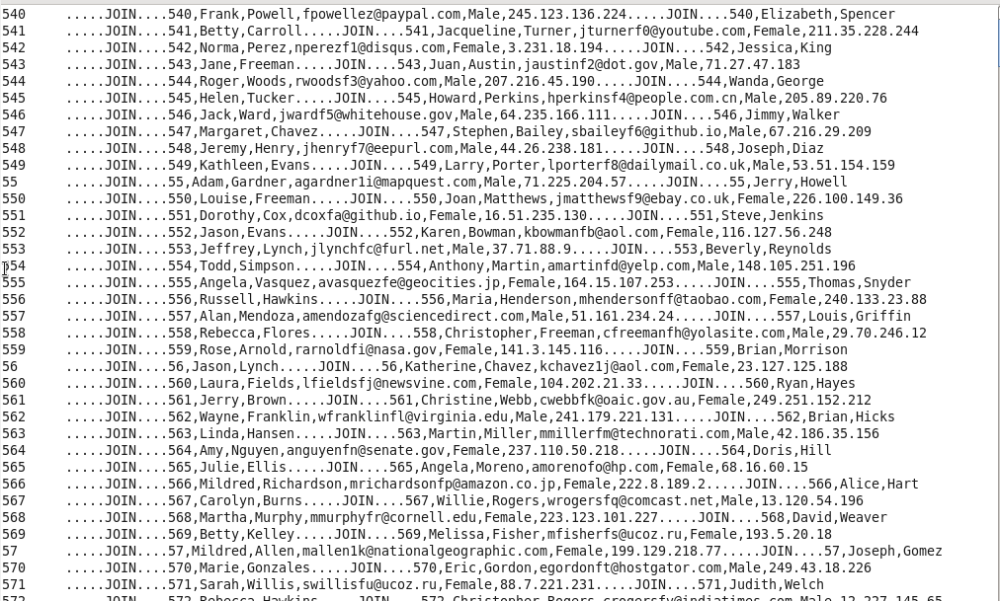 540     .....JOIN....540,Frank,Powell,fpowellez@paypal.com,Male,245.123.136.224.....JOIN....540,Elizabeth,Spencer
541     .....JOIN....541,Betty,Carroll.....JOIN....541,Jacqueline,Turner,jturnerf0@youtube.com,Female,211.35.228.244
542     .....JOIN....542,Norma,Perez,nperezf1@disqus.com,Female,3.231.18.194.....JOIN....542,Jessica,King
543     .....JOIN....543,Jane,Freeman.....JOIN....543,Juan,Austin,jaustinf2@dot.gov,Male,71.27.47.183
544     .....JOIN....544,Roger,Woods,rwoodsf3@yahoo.com,Male,207.216.45.190.....JOIN....544,Wanda,George
545     .....JOIN....545,Helen,Tucker.....JOIN....545,Howard,Perkins,hperkinsf4@people.com.cn,Male,205.89.220.76
546     .....JOIN....546,Jack,Ward,jwardf5@whitehouse.gov,Male,64.235.166.111.....JOIN....546,Jimmy,Walker
547     .....JOIN....547,Margaret,Chavez.....JOIN....547,Stephen,Bailey,sbaileyf6@github.io,Male,67.216.29.209
548     .....JOIN....548,Jeremy,Henry,jhenryf7@eepurl.com,Male,44.26.238.181.....JOIN....548,Joseph,Diaz
549     .....JOIN....549,Kathleen,Evans.....JOIN....549,Larry,Porter,lporterf8@dailymail.co.uk,Male,53.51.154.159
55      .....JOIN....55,Adam,Gardner,agardner1i@mapquest.com,Male,71.225.204.57.....JOIN....55,Jerry,Howell
550     .....JOIN....550,Louise,Freeman.....JOIN....550,Joan,Matthews,jmatthewsf9@ebay.co.uk,Female,226.100.149.36
551     .....JOIN....551,Dorothy,Cox,dcoxfa@github.io,Female,16.51.235.130.....JOIN....551,Steve,Jenkins
552     .....JOIN....552,Jason,Evans.....JOIN....552,Karen,Bowman,kbowmanfb@aol.com,Female,116.127.56.248
553     .....JOIN....553,Jeffrey,Lynch,jlynchfc@furl.net,Male,37.71.88.9.....JOIN....553,Beverly,Reynolds
554     .....JOIN....554,Todd,Simpson.....JOIN....554,Anthony,Martin,amartinfd@yelp.com,Male,148.105.251.196
555     .....JOIN....555,Angela,Vasquez,avasquezfe@geocities.jp,Female,164.15.107.253.....JOIN....555,Thomas,Snyder
556     .....JOIN....556,Russell,Hawkins.....JOIN....556,Maria,Henderson,mhendersonff@taobao.com,Female,240.133.23.88
557     .....JOIN....557,Alan,Mendoza,amendozafg@sciencedirect.com,Male,51.161.234.24.....JOIN....557,Louis,Griffin
558     .....JOIN....558,Rebecca,Flores.....JOIN....558,Christopher,Freeman,cfreemanfh@yolasite.com,Male,29.70.246.12
559     .....JOIN....559,Rose,Arnold,rarnoldfi@nasa.gov,Female,141.3.145.116.....JOIN....559,Brian,Morrison
56      .....JOIN....56,Jason,Lynch.....JOIN....56,Katherine,Chavez,kchavez1j@aol.com,Female,23.127.125.188
560     .....JOIN....560,Laura,Fields,lfieldsfj@newsvine.com,Female,104.202.21.33.....JOIN....560,Ryan,Hayes
561     .....JOIN....561,Jerry,Brown.....JOIN....561,Christine,Webb,cwebbfk@oaic.gov.au,Female,249.251.152.212
562     .....JOIN....562,Wayne,Franklin,wfranklinfl@virginia.edu,Male,241.179.221.131.....JOIN....562,Brian,Hicks
563     .....JOIN....563,Linda,Hansen.....JOIN....563,Martin,Miller,mmillerfm@technorati.com,Male,42.186.35.156
564     .....JOIN....564,Amy,Nguyen,anguyenfn@senate.gov,Female,237.110.50.218.....JOIN....564,Doris,Hill
565     .....JOIN....565,Julie,Ellis.....JOIN....565,Angela,Moreno,amorenofo@hp.com,Female,68.16.60.15
566     .....JOIN....566,Mildred,Richardson,mrichardsonfp@amazon.co.jp,Female,222.8.189.2.....JOIN....566,Alice,Hart
567     .....JOIN....567,Carolyn,Burns.....JOIN....567,Willie,Rogers,wrogersfq@comcast.net,Male,13.120.54.196
568     .....JOIN....568,Martha,Murphy,mmurphyfr@cornell.edu,Female,223.123.101.227.....JOIN....568,David,Weaver
569     .....JOIN....569,Betty,Kelley.....JOIN....569,Melissa,Fisher,mfisherfs@ucoz.ru,Female,193.5.20.18
57      .....JOIN....57,Mildred,Allen,mallen1k@nationalgeographic.com,Female,199.129.218.77.....JOIN....57,Joseph,Gomez
570     .....JOIN....570,Marie,Gonzales.....JOIN....570,Eric,Gordon,egordonft@hostgator.com,Male,249.43.18.226
571     .....JOIN....571,Sarah,Willis,swillisfu@ucoz.ru,Female,88.7.221.231.....JOIN....571,Judith,Welch
572     .....JOIN....572,Rebecca,Hawkins.....JOIN....572,Christopher,Rogers,crogersfv@indiatimes.com,Male,12.227.145.65